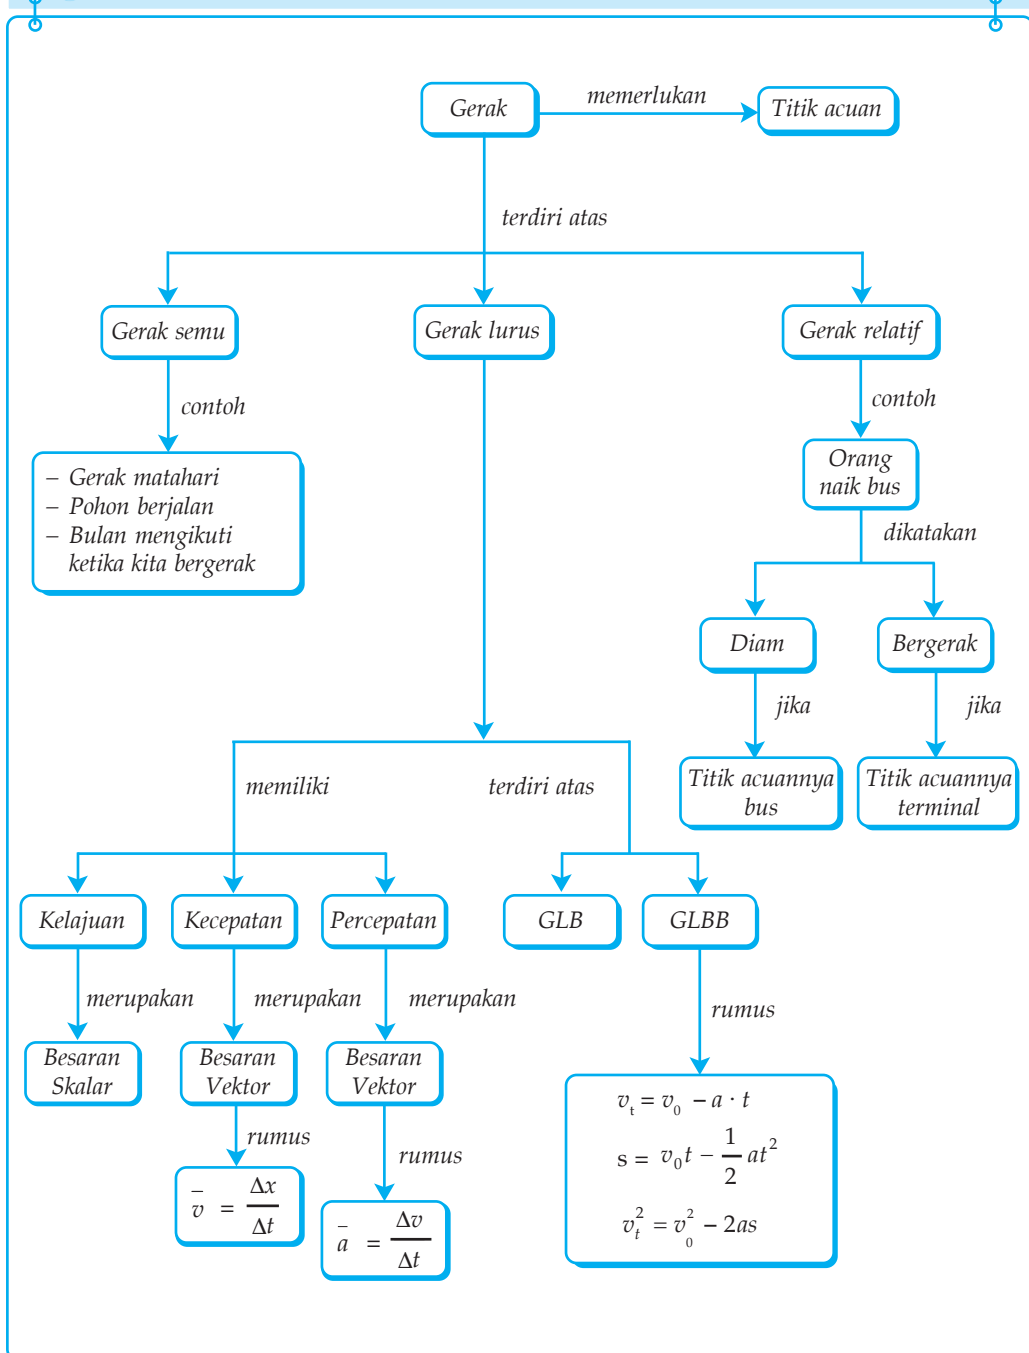 Gerak
memerlukan
Titik acuan
terdiri atas
Gerak semu
Gerak lurus
Gerak relatif
contoh
contoh
– Gerak matahari
– Pohon berjalan
– Bulan mengikuti
ketika kita bergerak
Orang
naik bus
dikatakan
Diam
Bergerak
jika
jika
Titik acuannya
bus
Titik acuannya
terminal
memiliki
terdiri atas
Kelajuan
Kecepatan
Percepatan
GLB
GLBB
merupakan
merupakan
merupakan
rumus
Besaran
Skalar
Besaran
Vektor
Besaran
Vektor
rumus
rumus
v̄ = Δx/Δt
ā = Δv/Δt
vₜ = v₀ – a · t
s = v₀t – 1/2 at²
vₜ² = v₀² – 2as